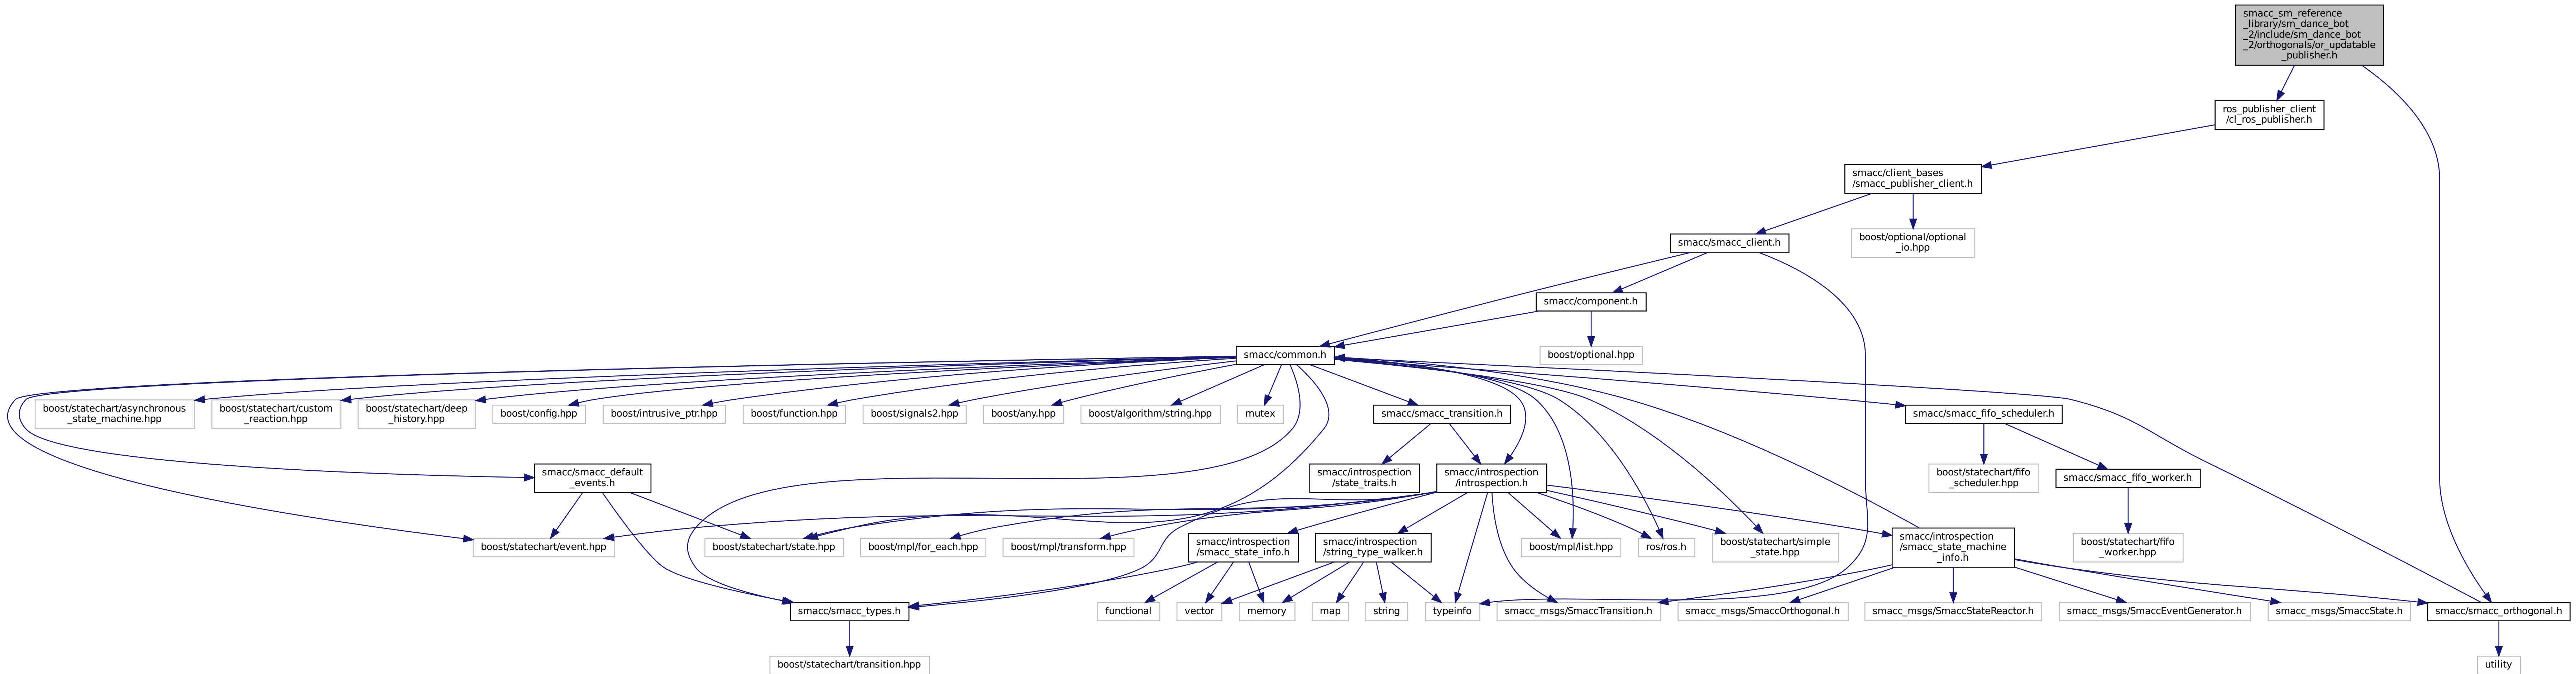 smacc_sm_reference
_library/sm_dance_bot
_2/include/sm_dance_bot
_2/orthogonals/or_updatable
_publisher.h
ros_publisher_client
/cl_ros_publisher.h
smacc/client_bases
/smacc_publisher_client.h
smacc/smacc_client.h
boost/optional/optional
_io.hpp
smacc/component.h
smacc/common.h
boost/optional.hpp
boost/statechart/asynchronous
_state_machine.hpp
boost/statechart/custom
_reaction.hpp
boost/statechart/deep
_history.hpp
boost/config.hpp
boost/intrusive_ptr.hpp
boost/function.hpp
boost/signals2.hpp
boost/any.hpp
boost/algorithm/string.hpp
mutex
smacc/smacc_transition.h
smacc/smacc_fifo_scheduler.h
smacc/smacc_default
_events.h
smacc/introspection
/state_traits.h
smacc/introspection
/introspection.h
boost/statechart/fifo
_scheduler.hpp
smacc/smacc_fifo_worker.h
boost/statechart/event.hpp
boost/statechart/state.hpp
boost/mpl/for_each.hpp
boost/mpl/transform.hpp
smacc/introspection
/smacc_state_info.h
smacc/introspection
/string_type_walker.h
boost/mpl/list.hpp
ros/ros.h
boost/statechart/simple
_state.hpp
smacc/introspection
/smacc_state_machine
_info.h
boost/statechart/fifo
_worker.hpp
smacc/smacc_types.h
functional
vector
memory
map
string
typeinfo
smacc_msgs/SmaccTransition.h
smacc_msgs/SmaccOrthogonal.h
smacc_msgs/SmaccStateReactor.h
smacc_msgs/SmaccEventGenerator.h
smacc_msgs/SmaccState.h
smacc/smacc_orthogonal.h
boost/statechart/transition.hpp
utility